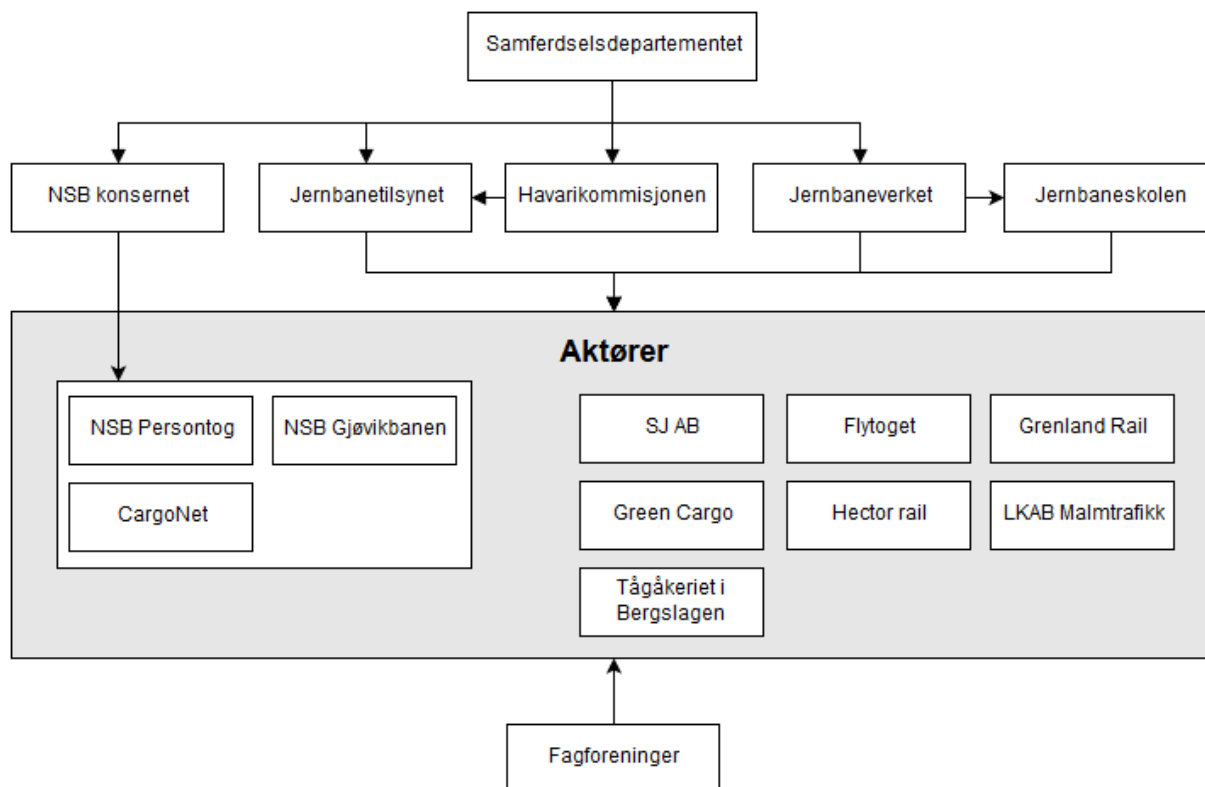 Samferdselsdepartementet
NSB konsernet
Jernbanetilsynet
Havarikommisjonen
Jernbaneverket
Jernbaneskolen
Aktører
NSB Persontog
NSB Gjøvikbanen
CargoNet
SJ AB
Flytoget
Grenland Rail
Green Cargo
Hector rail
LKAB Malmtrafikk
Tågåkeriet i
Bergslagen
Fagforeninger